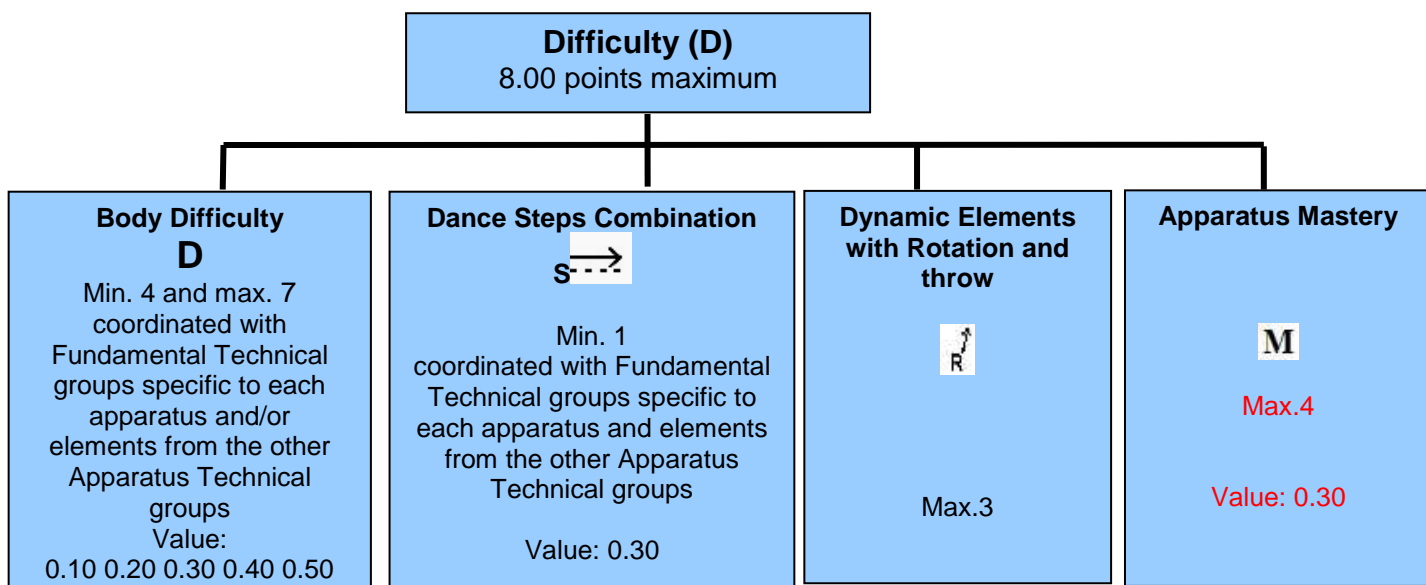 Difficulty (D)
8.00 points maximum
Body Difficulty
D
Min. 4 and max. 7
coordinated with
Fundamental Technical
groups specific to each
apparatus and/or
elements from the other
Apparatus Technical
groups
Value:
0.10 0.20 0.30 0.40 0.50
Dance Steps Combination
S
Min. 1
coordinated with Fundamental
Technical groups specific to
each apparatus and elements
from the other Apparatus
Technical groups
Value: 0.30
Dynamic Elements
with Rotation and
throw
R
Max.3
Apparatus Mastery
M
Max.4
Value: 0.30